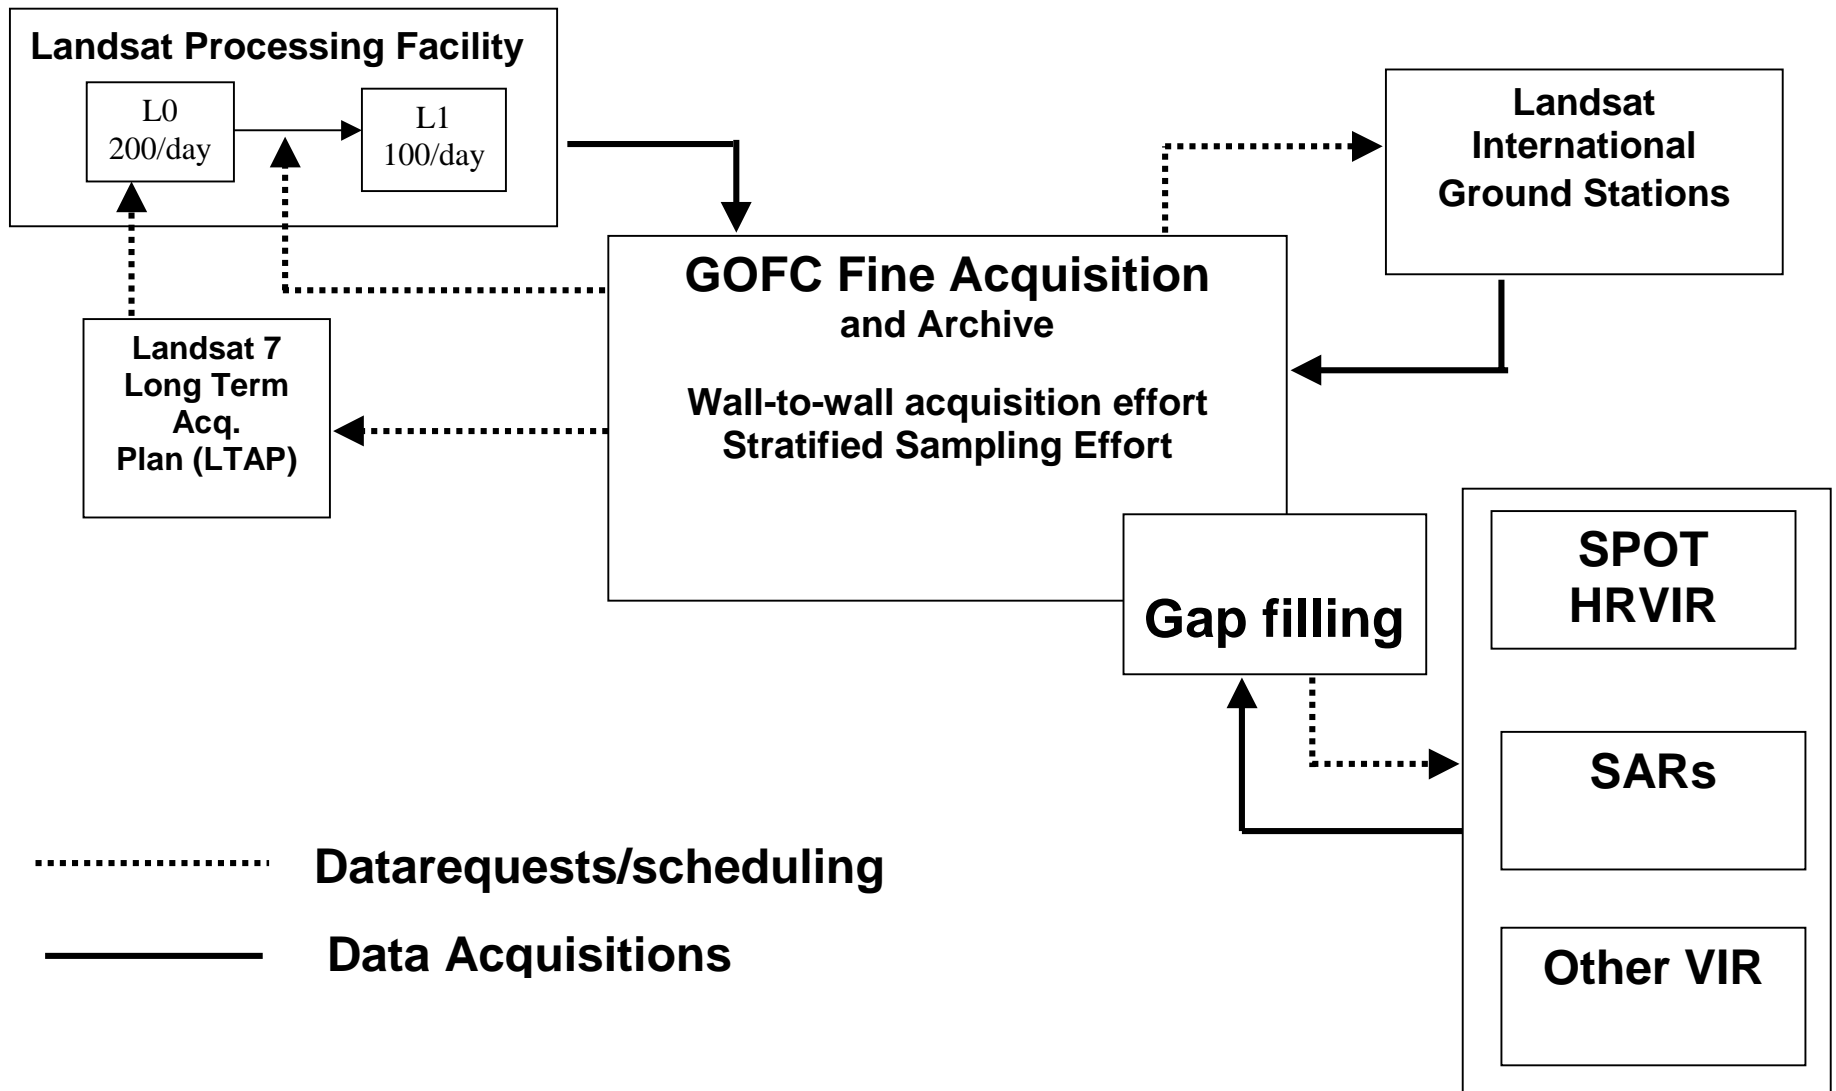 Landsat Processing Facility
L0
200/day
L1
100/day
Landsat
International
Ground Stations
GOFC Fine Acquisition
and Archive
Wall-to-wall acquisition effort
Stratified Sampling Effort
Landsat 7
Long Term
Acq.
Plan (LTAP)
Gap filling
SPOT
HRVIR
SARs
Other VIR
Datarequests/scheduling
Data Acquisitions